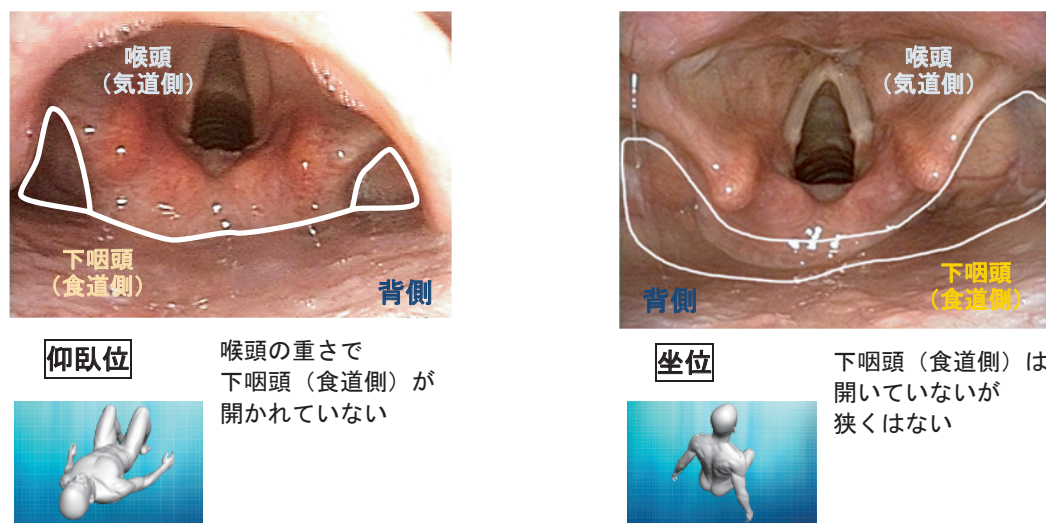 喉頭
（気道側）
下咽頭
（食道側）
背側
仰臥位
喉頭の重さで
下咽頭（食道側）が
開かれていない
喉頭
（気道側）
背側
下咽頭
（食道側）
坐位
下咽頭（食道側）は
開いていないが
狭くはない